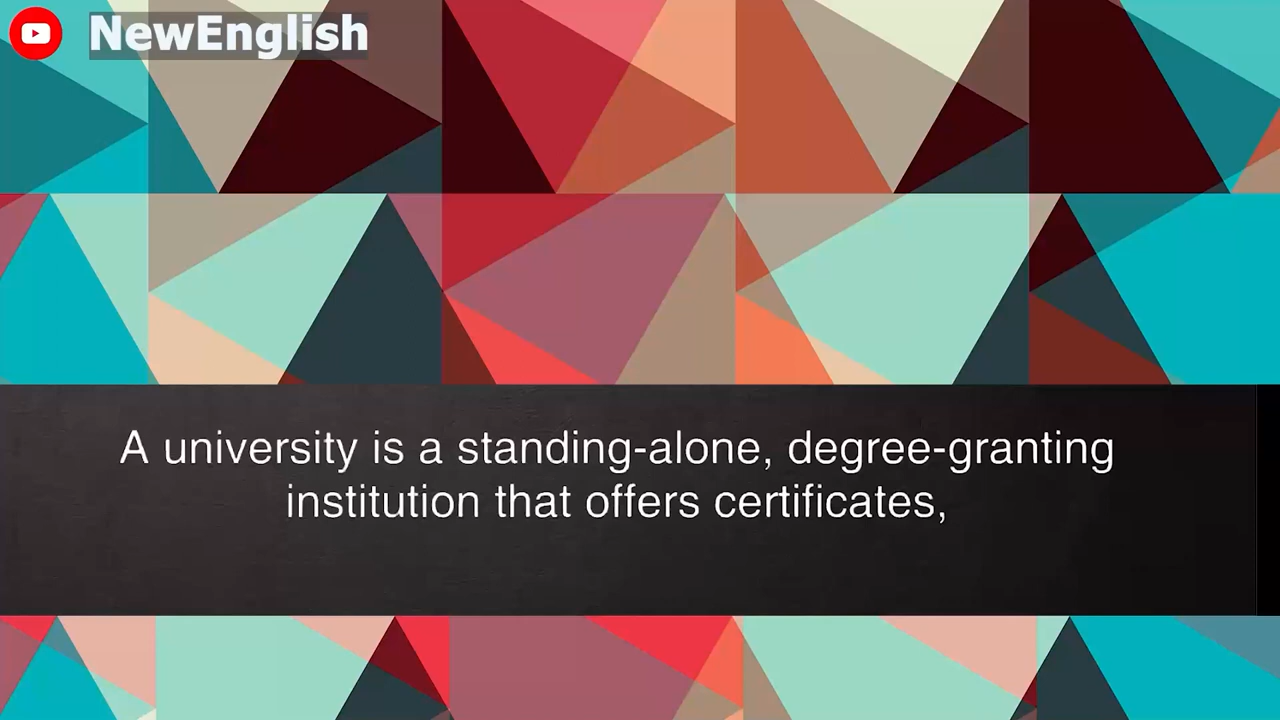 NewEnglish
A university is a standing-alone, degree-granting
institution that offers certificates,